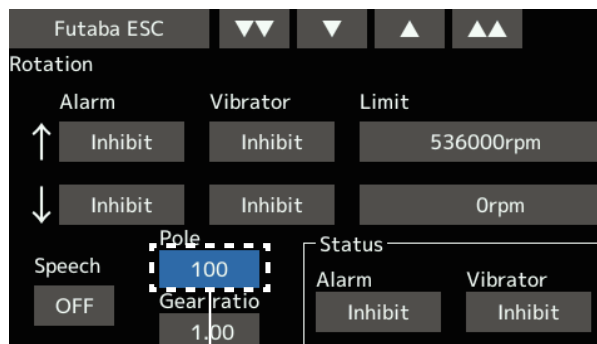 Futaba ESC ▼▼ ▼ ▲ ▲▲
Rotation
Alarm Vibrator Limit
↑ Inhibit Inhibit 536000rpm
↓ Inhibit Inhibit 0rpm
Pole Status
Speech 100 Alarm Vibrator
OFF Gear ratio Inhibit Inhibit
1.00